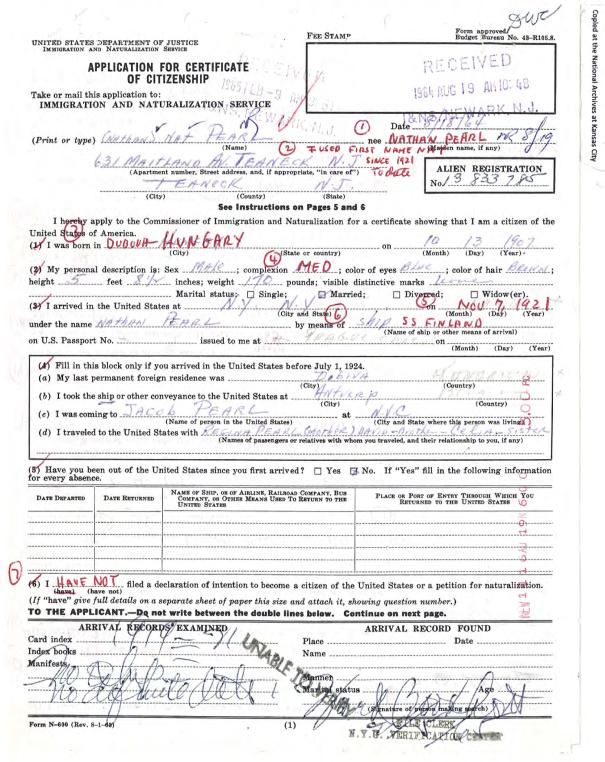 DWC
Form approved/
Budget Bureau No. 43-R105.8.
Copied at the National Archives at Kansas City
UNITED STATES DEPARTMENT OF JUSTICE
IMMIGRATION AND NATURALIZATION SERVICE
FEE STAMP
APPLICATION FOR CERTIFICATE
OF CITIZENSHIP
RECEIVED
1965 FEB -9
RECEIVED
1964 AUG 19 AM 10:48
I&NS NEWARK, N.J.
Take or mail this application to:
IMMIGRATION AND NATURALIZATION SERVICE
Date
(Print or type) (NATHAN) NAT PEARL nee NATHAN PEARL 8/19
(Name) (Maiden name, if any)
1
2 USED FIRST NAME NAT
SINCE 1921
TO Date
631 MAITLAND AV. TEANECK N.J
(Apartment number, Street address, and, if appropriate, "in care of")
ALIEN REGISTRATION
No. 13 833 785
TEANECK N.J.
(City) (County) (State)
See Instructions on Pages 5 and 6
I hereby apply to the Commissioner of Immigration and Naturalization for a certificate showing that I am a citizen of the
United States of America.
3
(1) I was born in DUBOVA-HUNGARY on 10 13 1907
(City) (State or country) (Month) (Day) (Year)
4
(2) My personal description is: Sex MALE; complexion MED; color of eyes BLUE; color of hair BROWN;
height 5 feet 8½ inches; weight 170 pounds; visible distinctive marks
Marital status: Single; Married; Divorced; Widow(er).
5
(3) I arrived in the United States at N.Y N.Y. on NOV 7, 1921
(City and State) (Month) (Day) (Year)
6
under the name NATHAN PEARL by means of SHIP SS FINLAND
(Name of ship or other means of arrival)
on U.S. Passport No. issued to me at on
(Month) (Day) (Year)
(4) Fill in this block only if you arrived in the United States before July 1, 1924.
(a) My last permanent foreign residence was DUBINA
(City) (Country)
(b) I took the ship or other conveyance to the United States at ANTWERP
(City) (Country)
(c) I was coming to JACOB PEARL at N.Y.C
(Name of person in the United States) (City and State where this person was living)
(d) I traveled to the United States with REGINA PEARL (MOTHER) DAVID-Brother-CELIA-SISTER
(Names of passengers or relatives with whom you traveled, and their relationship to you, if any)
(5) Have you been out of the United States since you first arrived? Yes No. If "Yes" fill in the following information
for every absence.
DATE DEPARTED DATE RETURNED NAME OF SHIP, OR OF AIRLINE, RAILROAD COMPANY, BUS COMPANY, OR OTHER MEANS USED TO RETURN TO THE UNITED STATES PLACE OR PORT OF ENTRY THROUGH WHICH YOU RETURNED TO THE UNITED STATES
7
(6) I HAVE NOT filed a declaration of intention to become a citizen of the United States or a petition for naturalization.
(have) (have not)
(If "have" give full details on a separate sheet of paper this size and attach it, showing question number.)
TO THE APPLICANT.—Do not write between the double lines below. Continue on next page.
ARRIVAL RECORDS EXAMINED
ARRIVAL RECORD FOUND
Card index
Place Date
Index books
Name
Manifests
UNABLE TO
Manner
Marital status Age
(Signature of person making search)
FILE CLERK
N.Y.C. VERIFICATION CENTER
Form N-600 (Rev. 8-1-62)
(1)